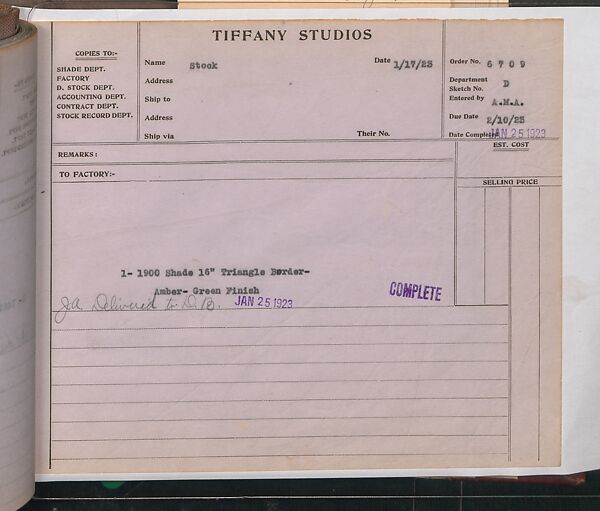 TIFFANY STUDIOS
COPIES TO:-
SHADE DEPT.
FACTORY
D. STOCK DEPT.
ACCOUNTING DEPT.
CONTRACT DEPT.
STOCK RECORD DEPT.
Name Stock Date 1/17/23
Address
Ship to
Address
Ship via Their No.
Order No. 6709
Department D
Sketch No.
Entered by A.M.A.
Due Date 2/10/23
Date Completed JAN 25 1923
REMARKS:
EST. COST
TO FACTORY:-
SELLING PRICE
1- 1900 Shade 16" Triangle Border-
Amber- Green Finish
JA Delivered to D.B. JAN 25 1923 COMPLETE